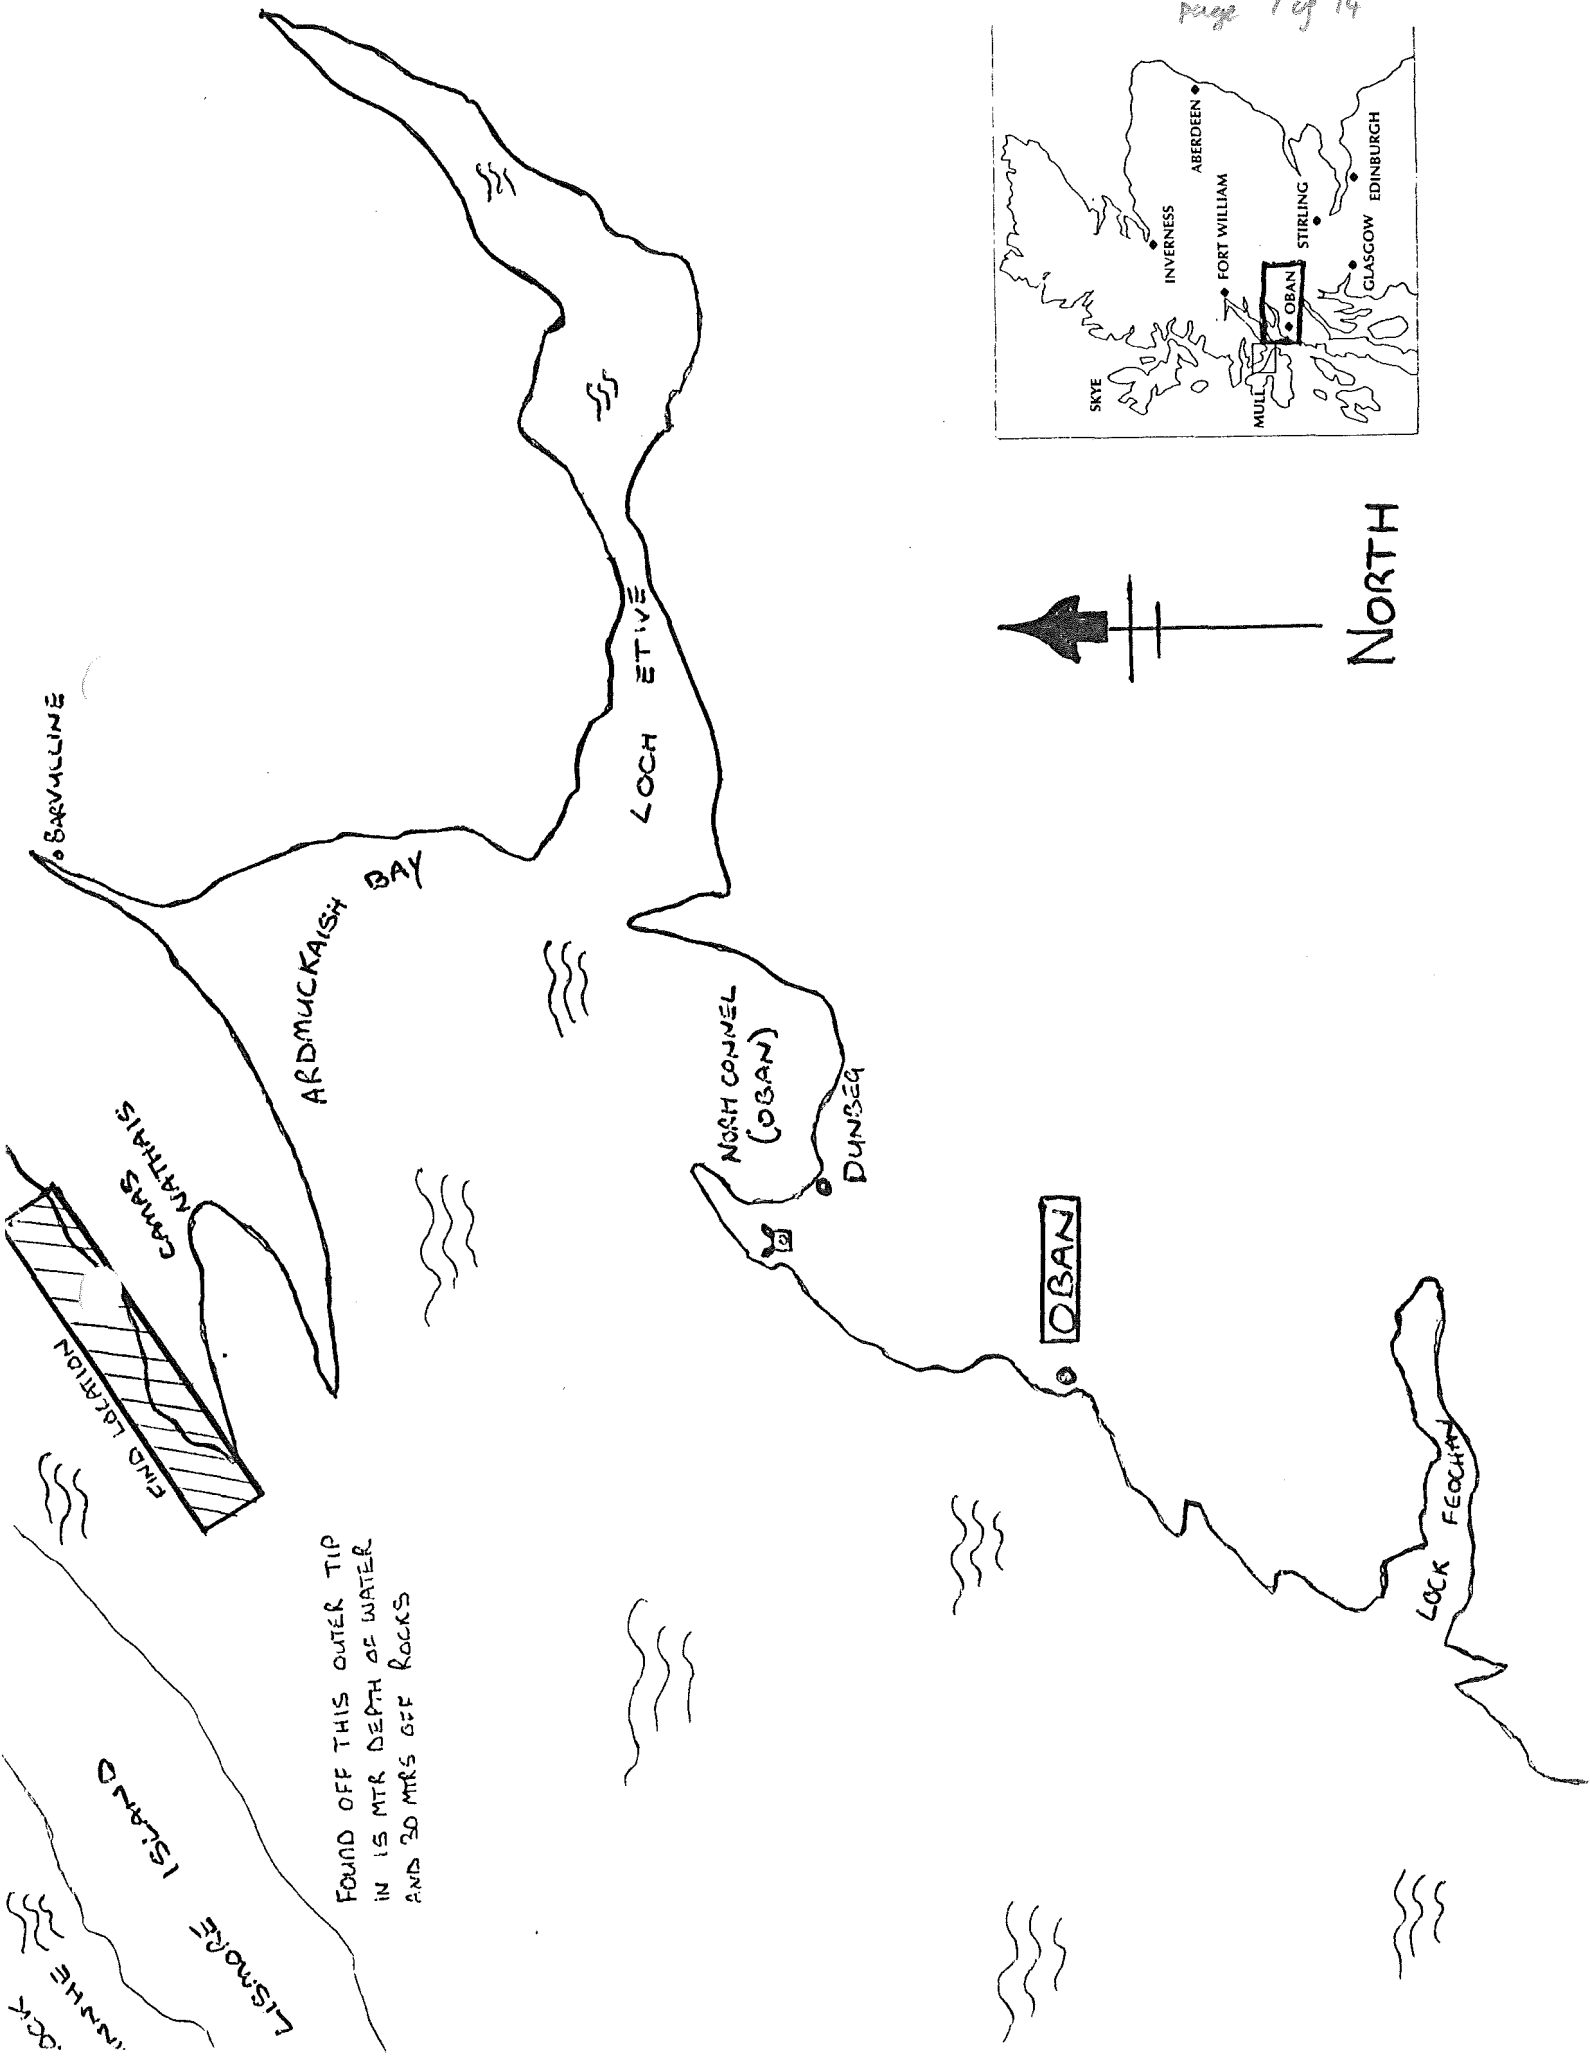 page 1 of 14
BARVULLINE
ARDMUCKAISH
BAY
LOCH ETIVE
CAMAS
NATHAIS
FIND LOCATION
NORH CONNEL
(OBAN)
DUNBEG
OBAN
LOCK FEOCHAN
LISMORE ISLAND
INNHE
FOUND OFF THIS OUTER TIP
IN 15 MTR DEPTH OF WATER
AND 30 MTRS OFF ROCKS
NORTH
SKYE
INVERNESS
ABERDEEN
FORT WILLIAM
MULL
OBAN
STIRLING
GLASGOW
EDINBURGH